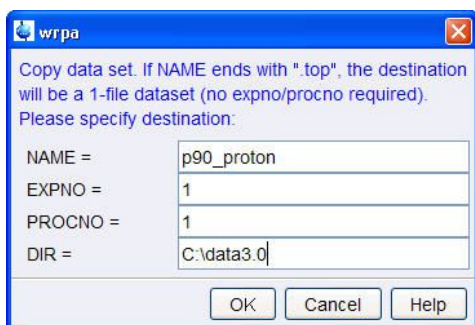 wrpa
Copy data set. If NAME ends with ".top", the destination
will be a 1-file dataset (no expno/procno required).
Please specify destination:
NAME = p90_proton
EXPNO = 1
PROCNO = 1
DIR = C:\data3.0
OK Cancel Help